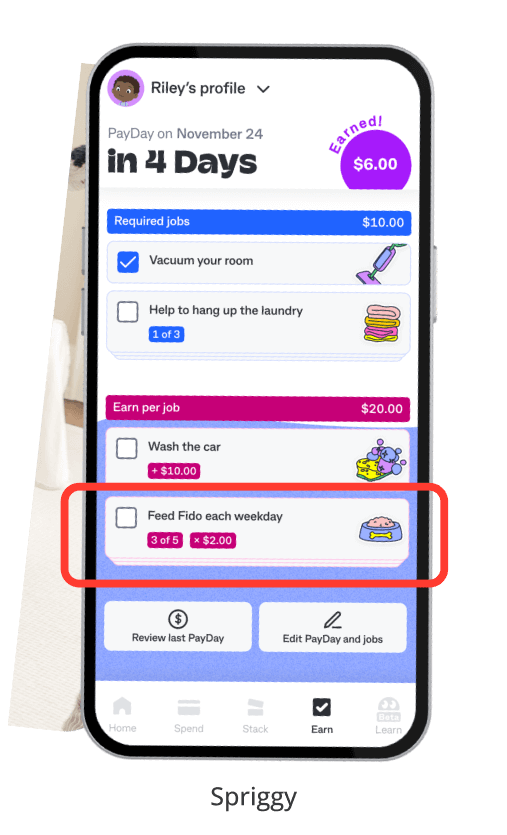 Riley's profile
PayDay on November 24
in 4 Days
Earned!
$6.00
Required jobs $10.00
Vacuum your room
Help to hang up the laundry
1 of 3
Earn per job $20.00
Wash the car
+ $10.00
Feed Fido each weekday
3 of 5 × $2.00
$
Review last PayDay Edit PayDay and jobs
Beta
Home Spend Stack Earn Learn
Spriggy